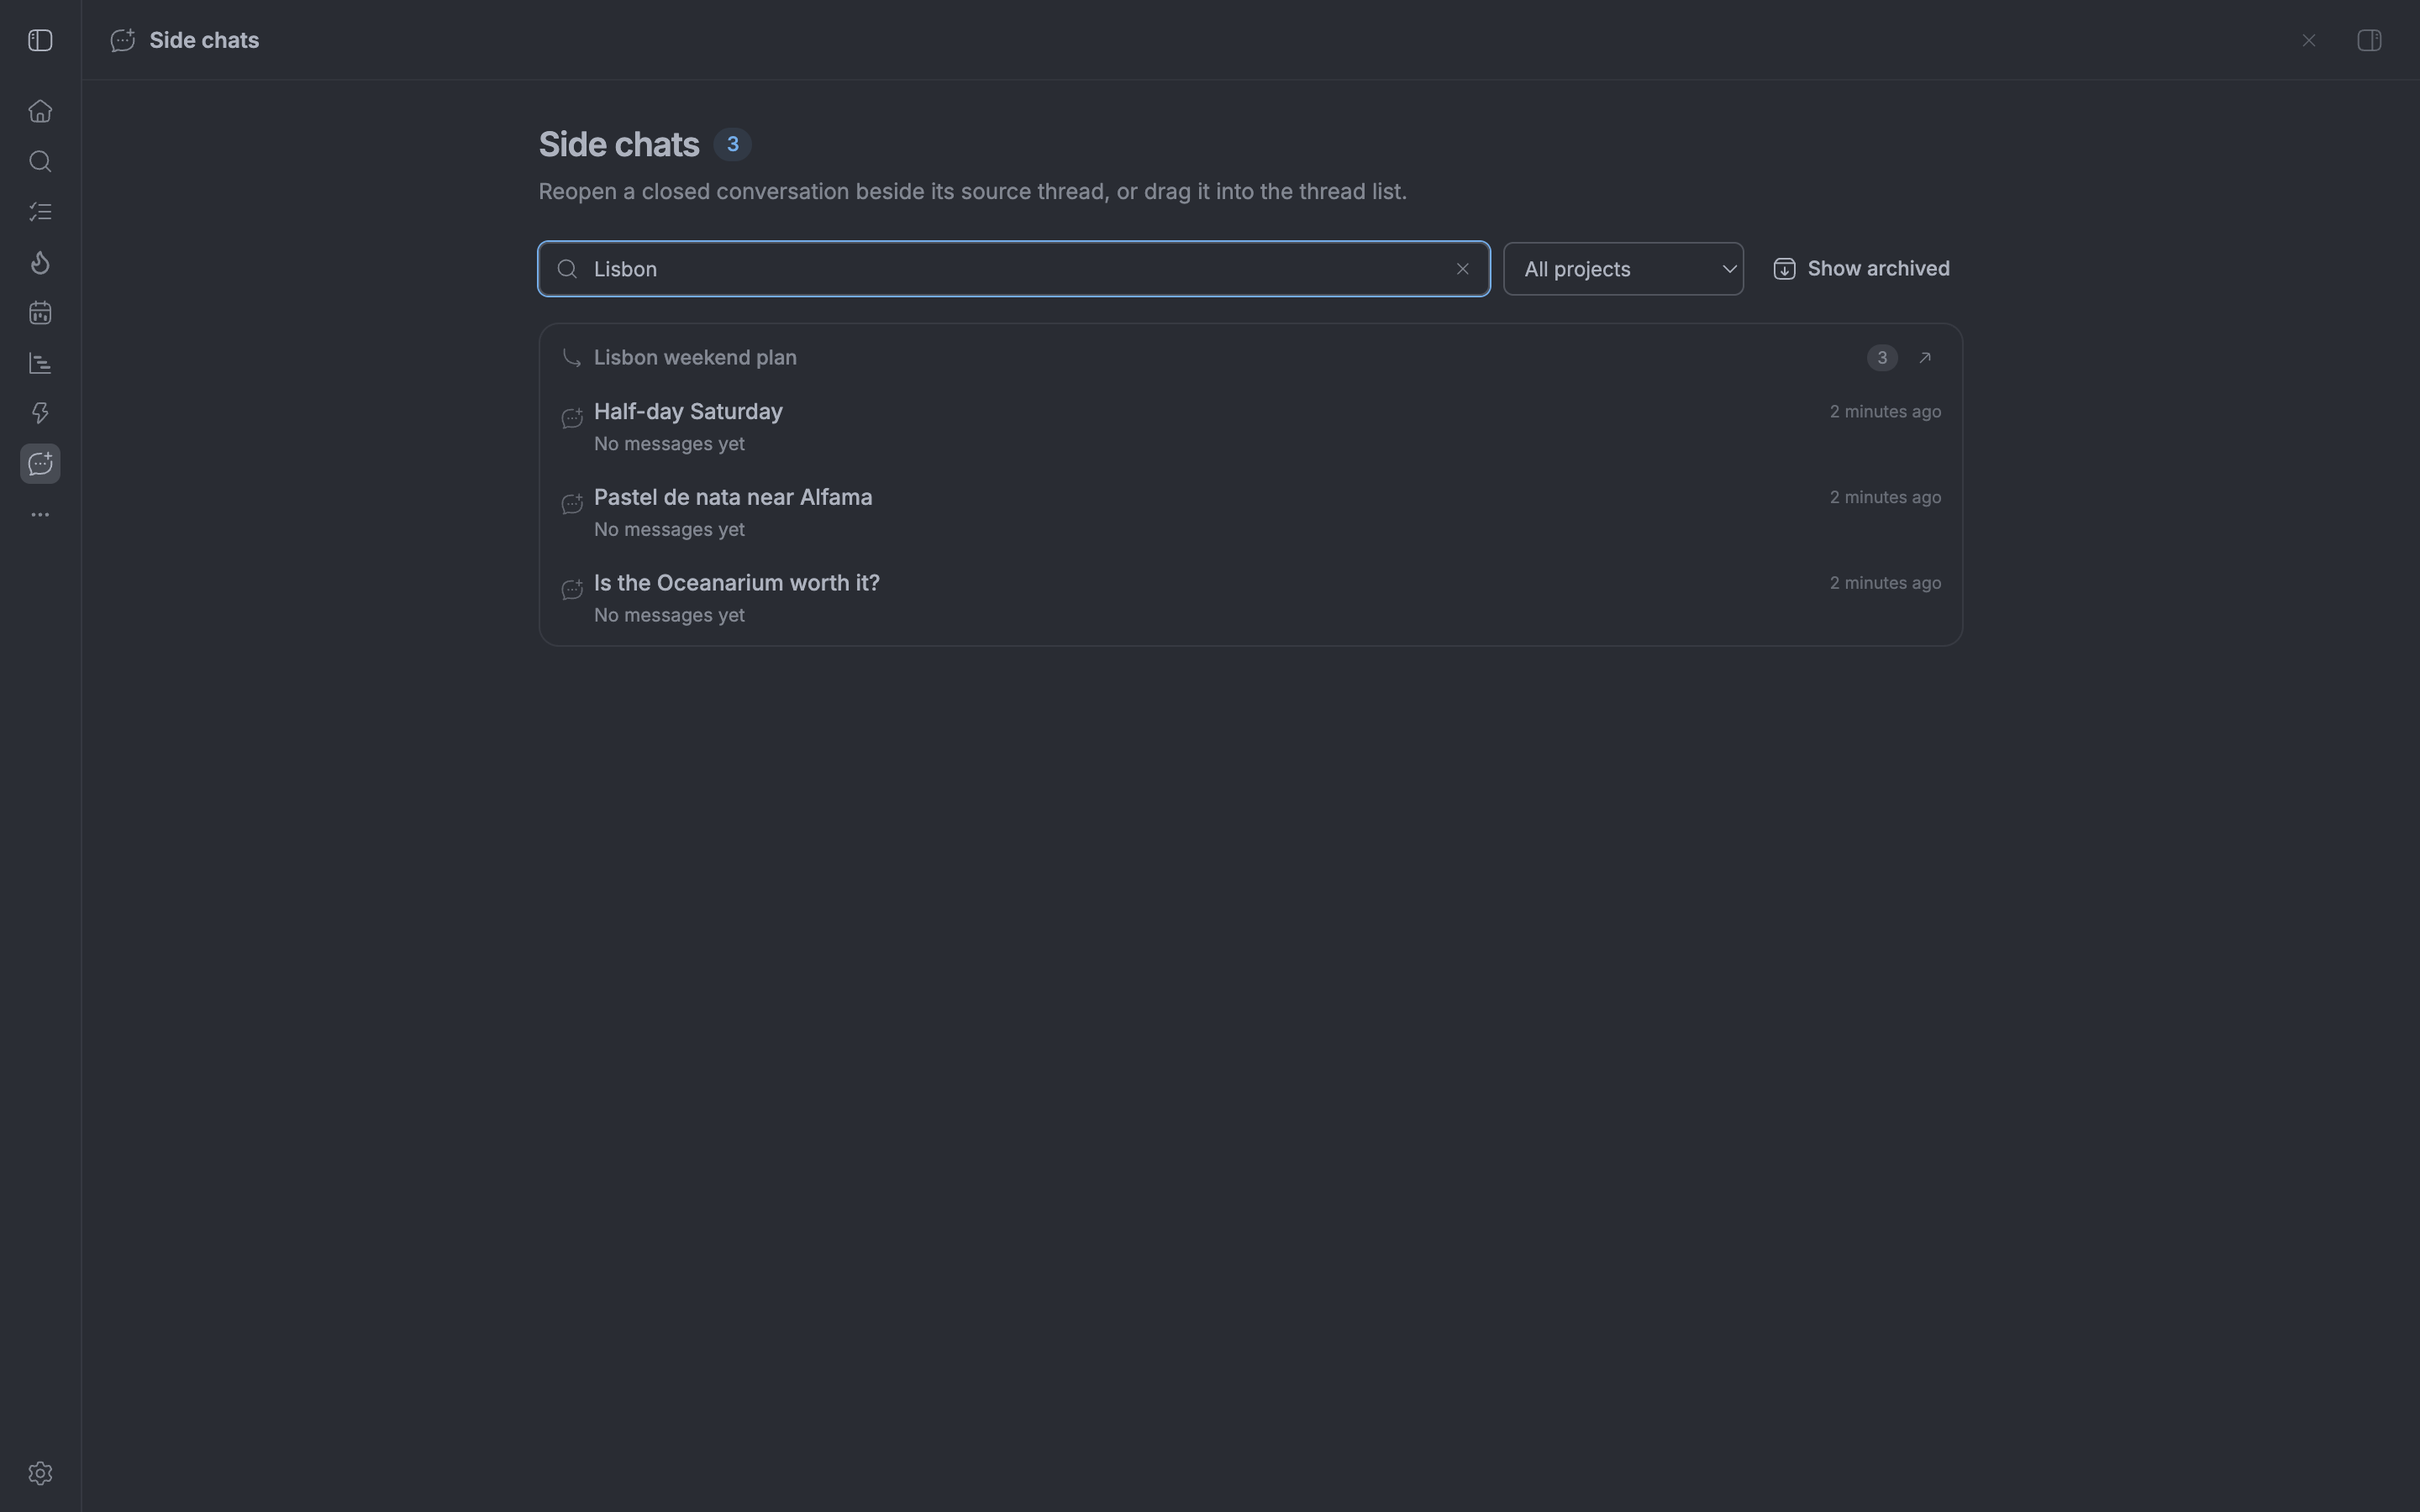 Side chats
Side chats 3
Reopen a closed conversation beside its source thread, or drag it into the thread list.
Lisbon
All projects
Show archived
Lisbon weekend plan 3
Half-day Saturday 2 minutes ago
No messages yet
Pastel de nata near Alfama 2 minutes ago
No messages yet
Is the Oceanarium worth it? 2 minutes ago
No messages yet